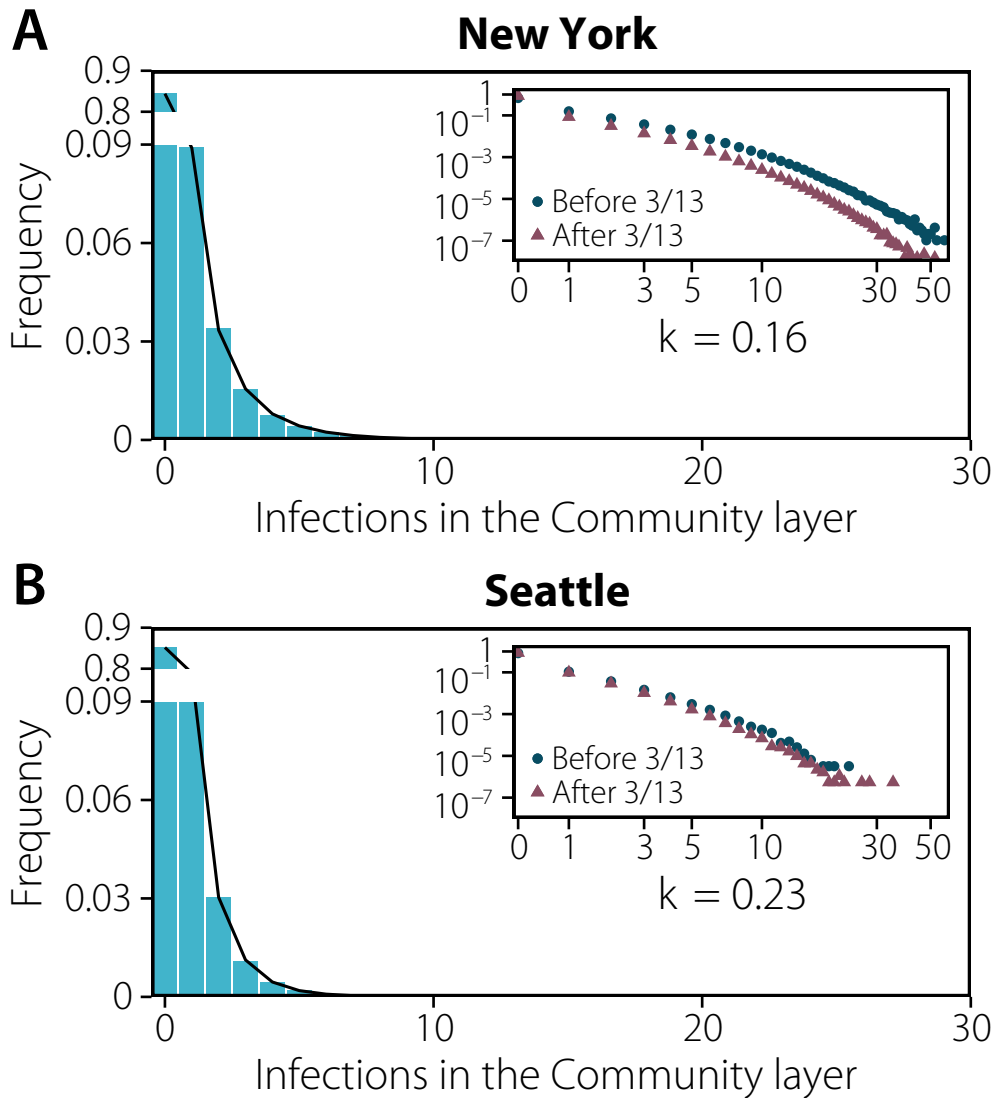 A
New York
0.9
0.8
0.09
0.06
0.03
0
Frequency
0 10 20 30
Infections in the Community layer
1
10⁻¹
10⁻³
10⁻⁵
10⁻⁷
Before 3/13
After 3/13
0 1 3 5 10 30 50
k = 0.16
B
Seattle
0.9
0.8
0.09
0.06
0.03
0
Frequency
0 10 20 30
Infections in the Community layer
1
10⁻¹
10⁻³
10⁻⁵
10⁻⁷
Before 3/13
After 3/13
0 1 3 5 10 30 50
k = 0.23